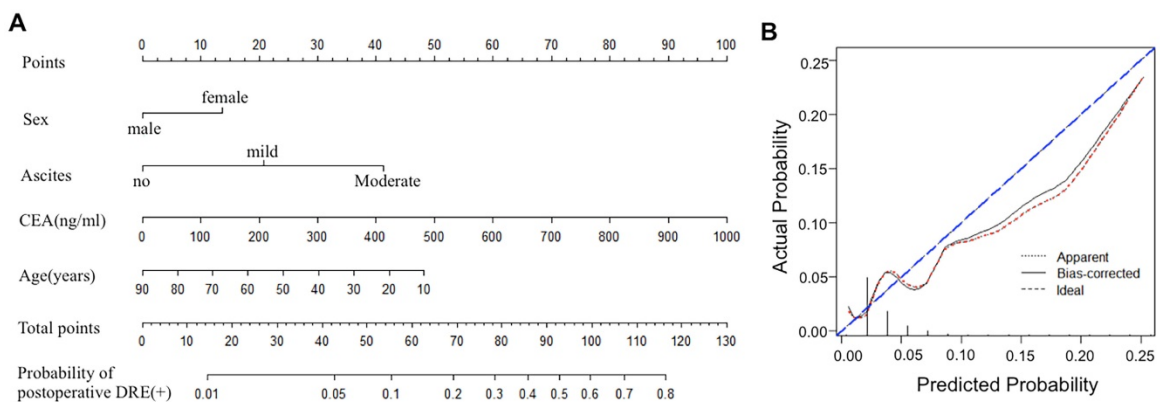 A
Points
0 10 20 30 40 50 60 70 80 90 100
Sex
female
male
Ascites
mild
no
Moderate
CEA(ng/ml)
0 100 200 300 400 500 600 700 800 900 1000
Age(years)
90 80 70 60 50 40 30 20 10
Total points
0 10 20 30 40 50 60 70 80 90 100 110 120 130
Probability of
postoperative DRE(+)
0.01 0.05 0.1 0.2 0.3 0.4 0.5 0.6 0.7 0.8
B
Actual Probability
0.25
0.20
0.15
0.10
0.05
0.00
Apparent
Bias-corrected
Ideal
0.00 0.05 0.10 0.15 0.20 0.25
Predicted Probability